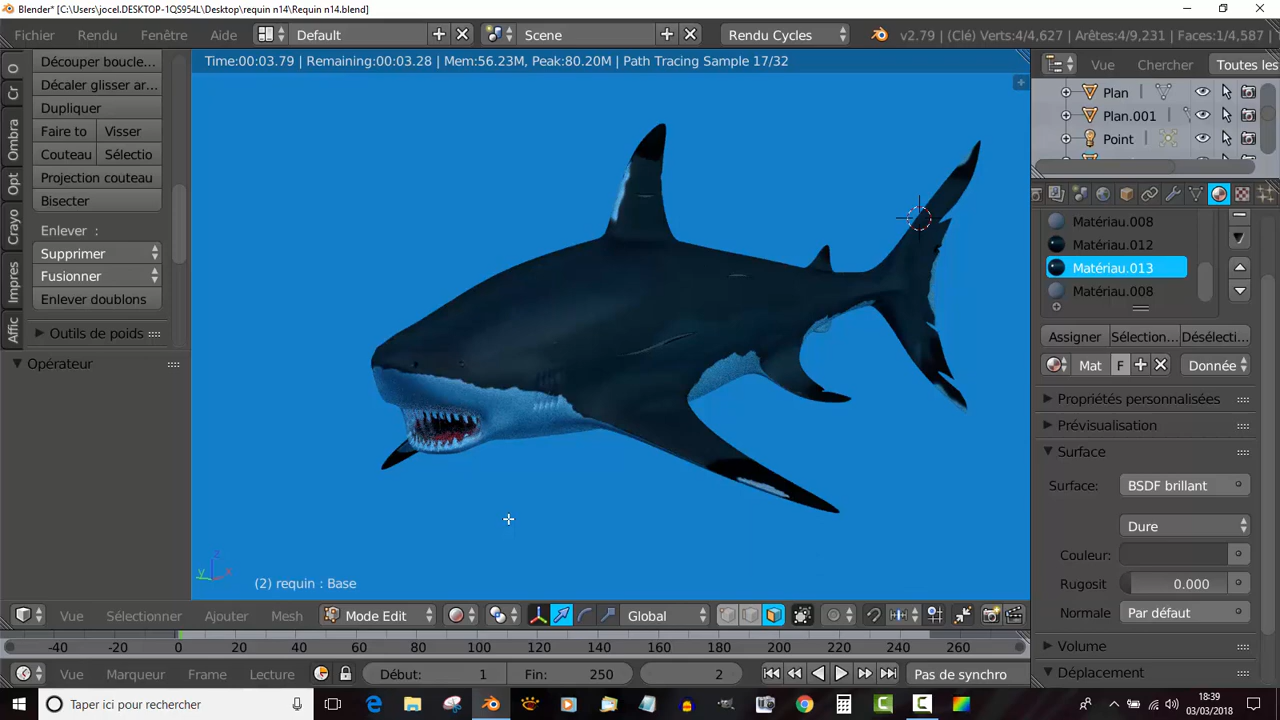 Blender* [C:\Users\jocel.DESKTOP-1QS954L\Desktop\requin n14\Requin n14.blend]
Fichier Rendu Fenêtre Aide Default Scene Rendu Cycles v2.79 | (Clé) Verts:4/4,627 | Arêtes:4/9,231 | Faces:1/4,587
Time:00:03.79 | Remaining:00:03.28 | Mem:56.23M, Peak:80.20M | Path Tracing Sample 17/32
Découper boucle...
Décaler glisser ar...
Dupliquer
Faire to Visser
Couteau Sélectio
Projection couteau
Bisecter
Enlever :
Supprimer
Fusionner
Enlever doublons
Outils de poids
Opérateur
O
Cr
Ombra
Opt
Crayo
Impres
Affic
Vue Chercher Toutes les
Plan
Plan.001
Point
Matériau.008
Matériau.012
Matériau.013
Matériau.008
Assigner Sélection... Désélecti...
Mat F Donnée
Propriétés personnalisées
Prévisualisation
Surface
Surface: BSDF brillant
Dure
Couleur:
Rugosit 0.000
Normale Par défaut
Volume
Déplacement
z
y x
(2) requin : Base
Vue Sélectionner Ajouter Mesh Mode Edit Global
-40 -20 0 20 40 60 80 100 120 140 160 180 200 220 240 260
Vue Marqueur Frame Lecture Début: 1 Fin: 250 2 Pas de synchro
Taper ici pour rechercher
18:39
03/03/2018